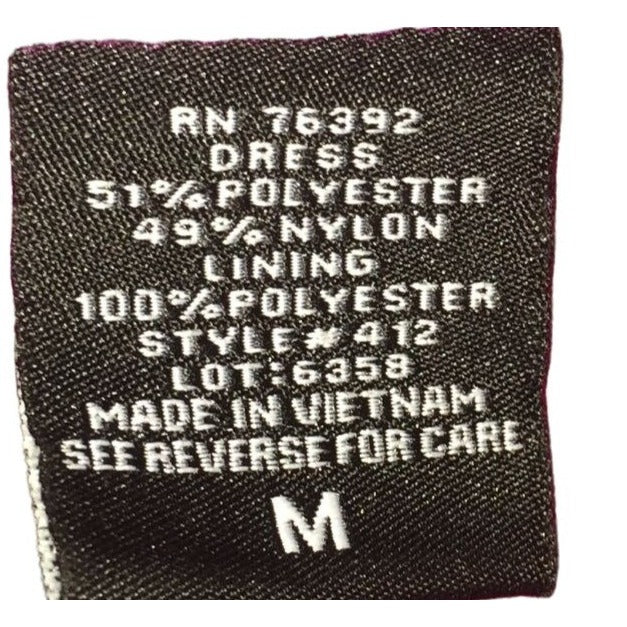 RN 76392
DRESS
51%POLYESTER
49%NYLON
LINING
100%POLYESTER
STYLE# 412
LOT:6358
MADE IN VIETNAM
SEE REVERSE FOR CARE
M